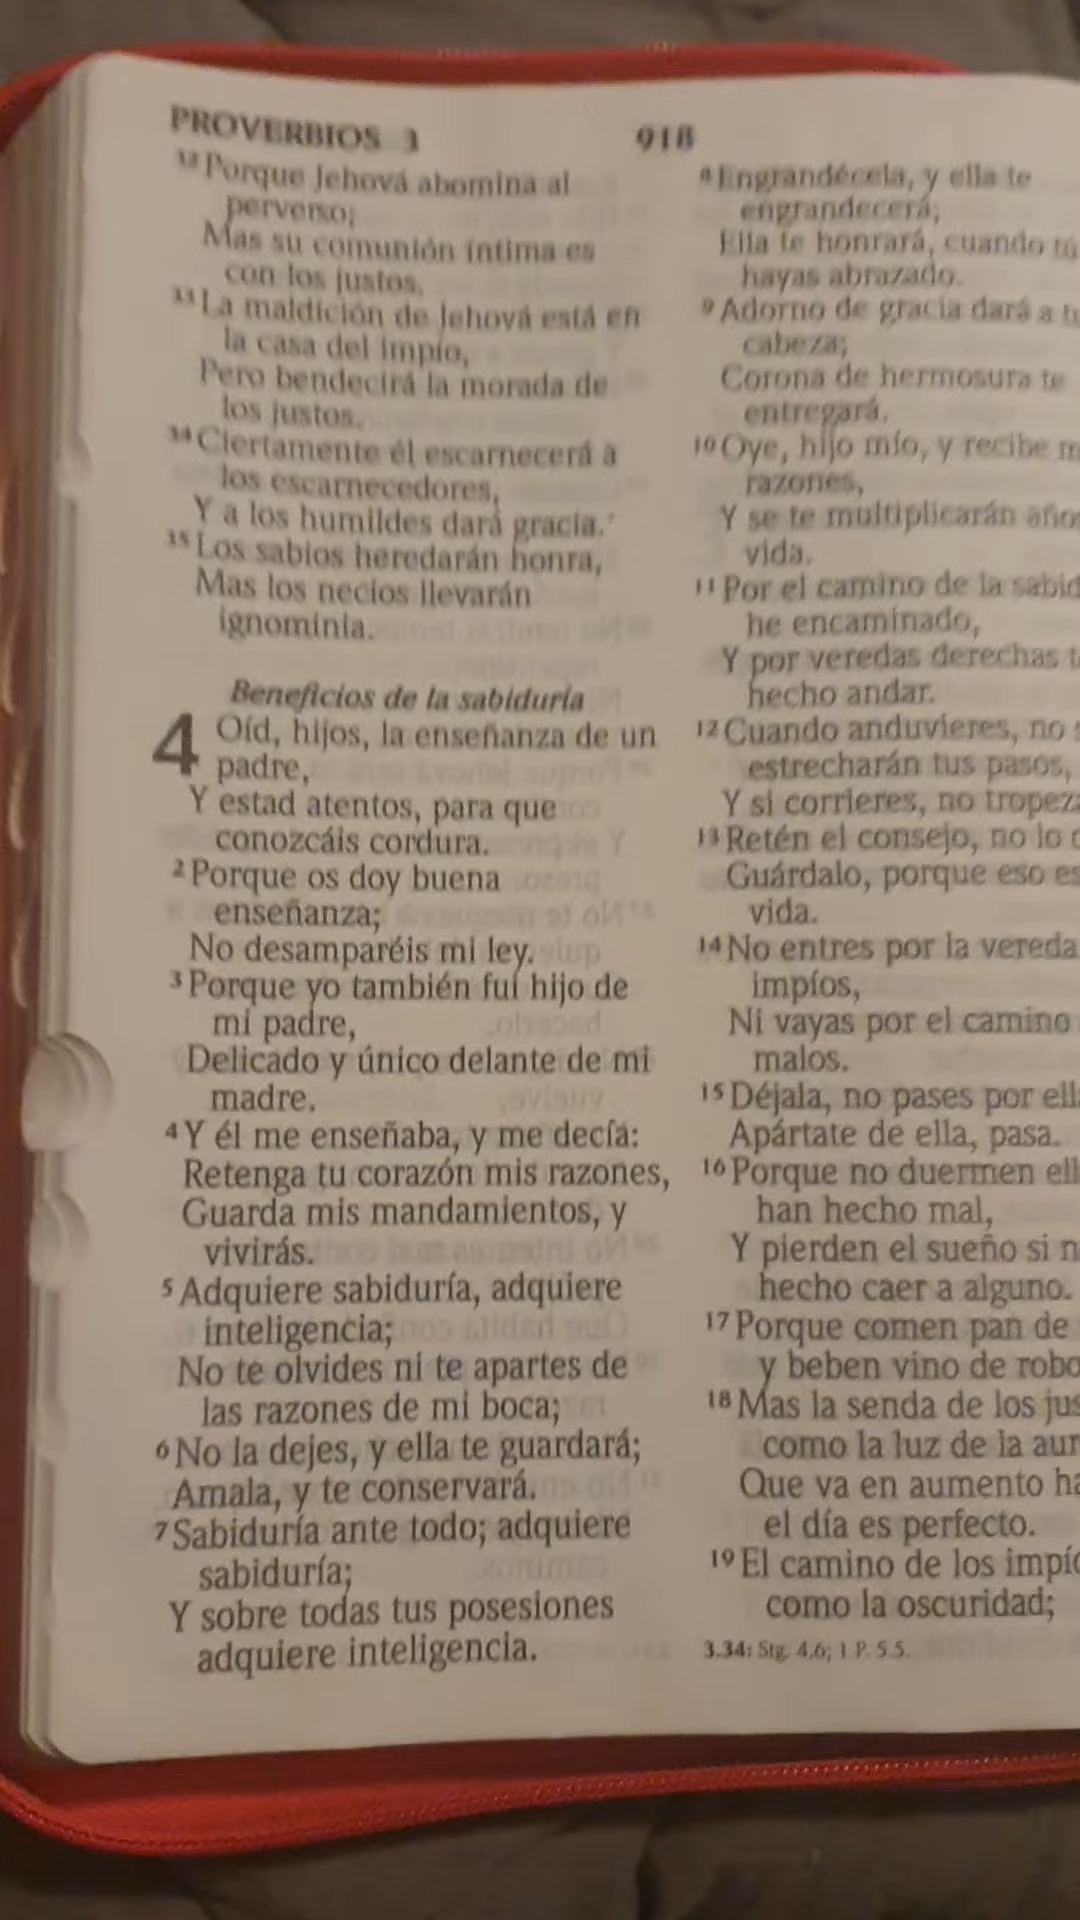 PROVERBIOS 3
918
32 Porque Jehová abomina al
perverso;
Mas su comunión íntima es
con los justos.
33 La maldición de Jehová está en
la casa del impío,
Pero bendecirá la morada de
los justos.
34 Ciertamente él escarnecerá a
los escarnecedores,
Y a los humildes dará gracia.
35 Los sabios heredarán honra,
Mas los necios llevarán
ignominia.
Beneficios de la sabiduría
4 Oíd, hijos, la enseñanza de un
padre,
Y estad atentos, para que
conozcáis cordura.
2 Porque os doy buena
enseñanza;
No desamparéis mi ley.
3 Porque yo también fui hijo de
mi padre,
Delicado y único delante de mi
madre.
4 Y él me enseñaba, y me decía:
Retenga tu corazón mis razones,
Guarda mis mandamientos, y
vivirás.
5 Adquiere sabiduría, adquiere
inteligencia;
No te olvides ni te apartes de
las razones de mi boca;
6 No la dejes, y ella te guardará;
Amala, y te conservará.
7 Sabiduría ante todo; adquiere
sabiduría;
Y sobre todas tus posesiones
adquiere inteligencia.
8 Engrandécela, y ella te
engrandecerá;
Ella te honrará, cuando tú
hayas abrazado.
9 Adorno de gracia dará a
cabeza;
Corona de hermosura te
entregará.
10 Oye, hijo mío, y recibe
razones,
Y se te multiplicarán
vida.
11 Por el camino de la
he encaminado,
Y por veredas derechas
hecho andar.
12 Cuando anduvieres, no
estrecharán tus pasos,
Y si corrieres, no
13 Retén el consejo, no lo
Guárdalo, porque eso es
vida.
14 No entres por la vereda
impíos,
Ni vayas por el camino
malos.
15 Déjala, no pases por
Apártate de ella, pasa.
16 Porque no duermen
han hecho mal,
Y pierden el sueño si
hecho caer a alguno.
17 Porque comen pan de
y beben vino de
18 Mas la senda de los
como la luz de la
Que va en aumento
el día es perfecto.
19 El camino de los
como la oscuridad;
3.34: Stg. 4.6; 1 P. 5.5.